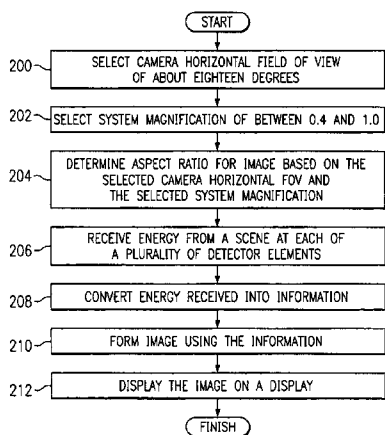 START
200
SELECT CAMERA HORIZONTAL FIELD OF VIEW
OF ABOUT EIGHTEEN DEGREES
202
SELECT SYSTEM MAGNIFICATION OF BETWEEN 0.4 AND 1.0
204
DETERMINE ASPECT RATIO FOR IMAGE BASED ON THE
SELECTED CAMERA HORIZONTAL FOV AND
THE SELECTED SYSTEM MAGNIFICATION
206
RECEIVE ENERGY FROM A SCENE AT EACH OF
A PLURALITY OF DETECTOR ELEMENTS
208
CONVERT ENERGY RECEIVED INTO INFORMATION
210
FORM IMAGE USING THE INFORMATION
212
DISPLAY THE IMAGE ON A DISPLAY
FINISH